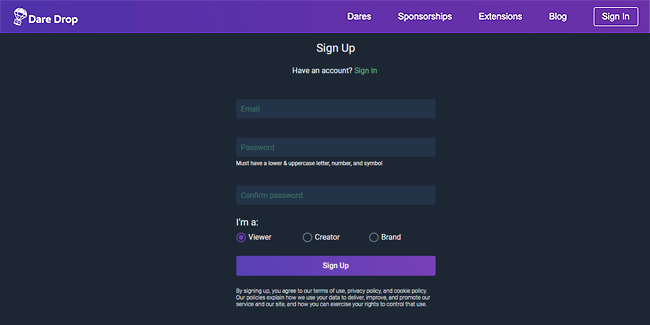 Dare Drop
Dares
Sponsorships
Extensions
Blog
Sign In
Sign Up
Have an account? Sign In
Email
Password
Must have a lower & uppercase letter, number, and symbol
Confirm password
I'm a:
Viewer
Creator
Brand
Sign Up
By signing up, you agree to our terms of use, privacy policy, and cookie policy.
Our policies explain how we use your data to deliver, improve, and promote our
service and our site, and how you can exercise your rights to control that use.